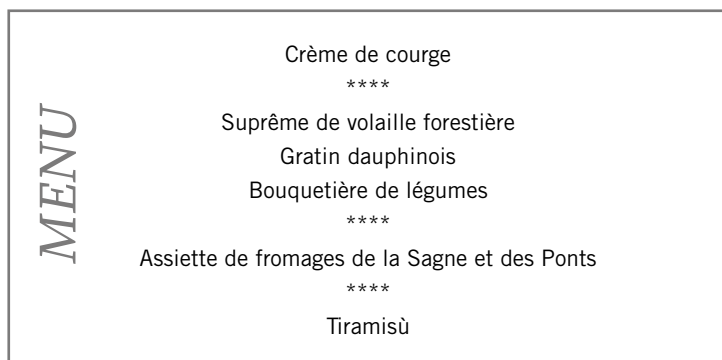 MENU
Crème de courge
****
Suprême de volaille forestière
Gratin dauphinois
Bouquetière de légumes
****
Assiette de fromages de la Sagne et des Ponts
****
Tiramisù